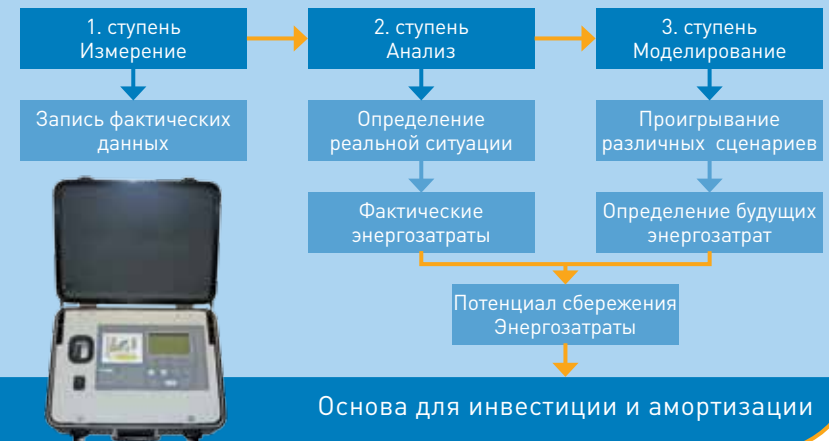 1. ступень
Измерение
2. ступень
Анализ
3. ступень
Моделирование
Запись фактических
данных
Определение
реальной ситуации
Проигрывание
различных сценариев
Фактические
энергозатраты
Определение будущих
энергозатрат
Потенциал сбережения
Энергозатраты
Основа для инвестиции и амортизации